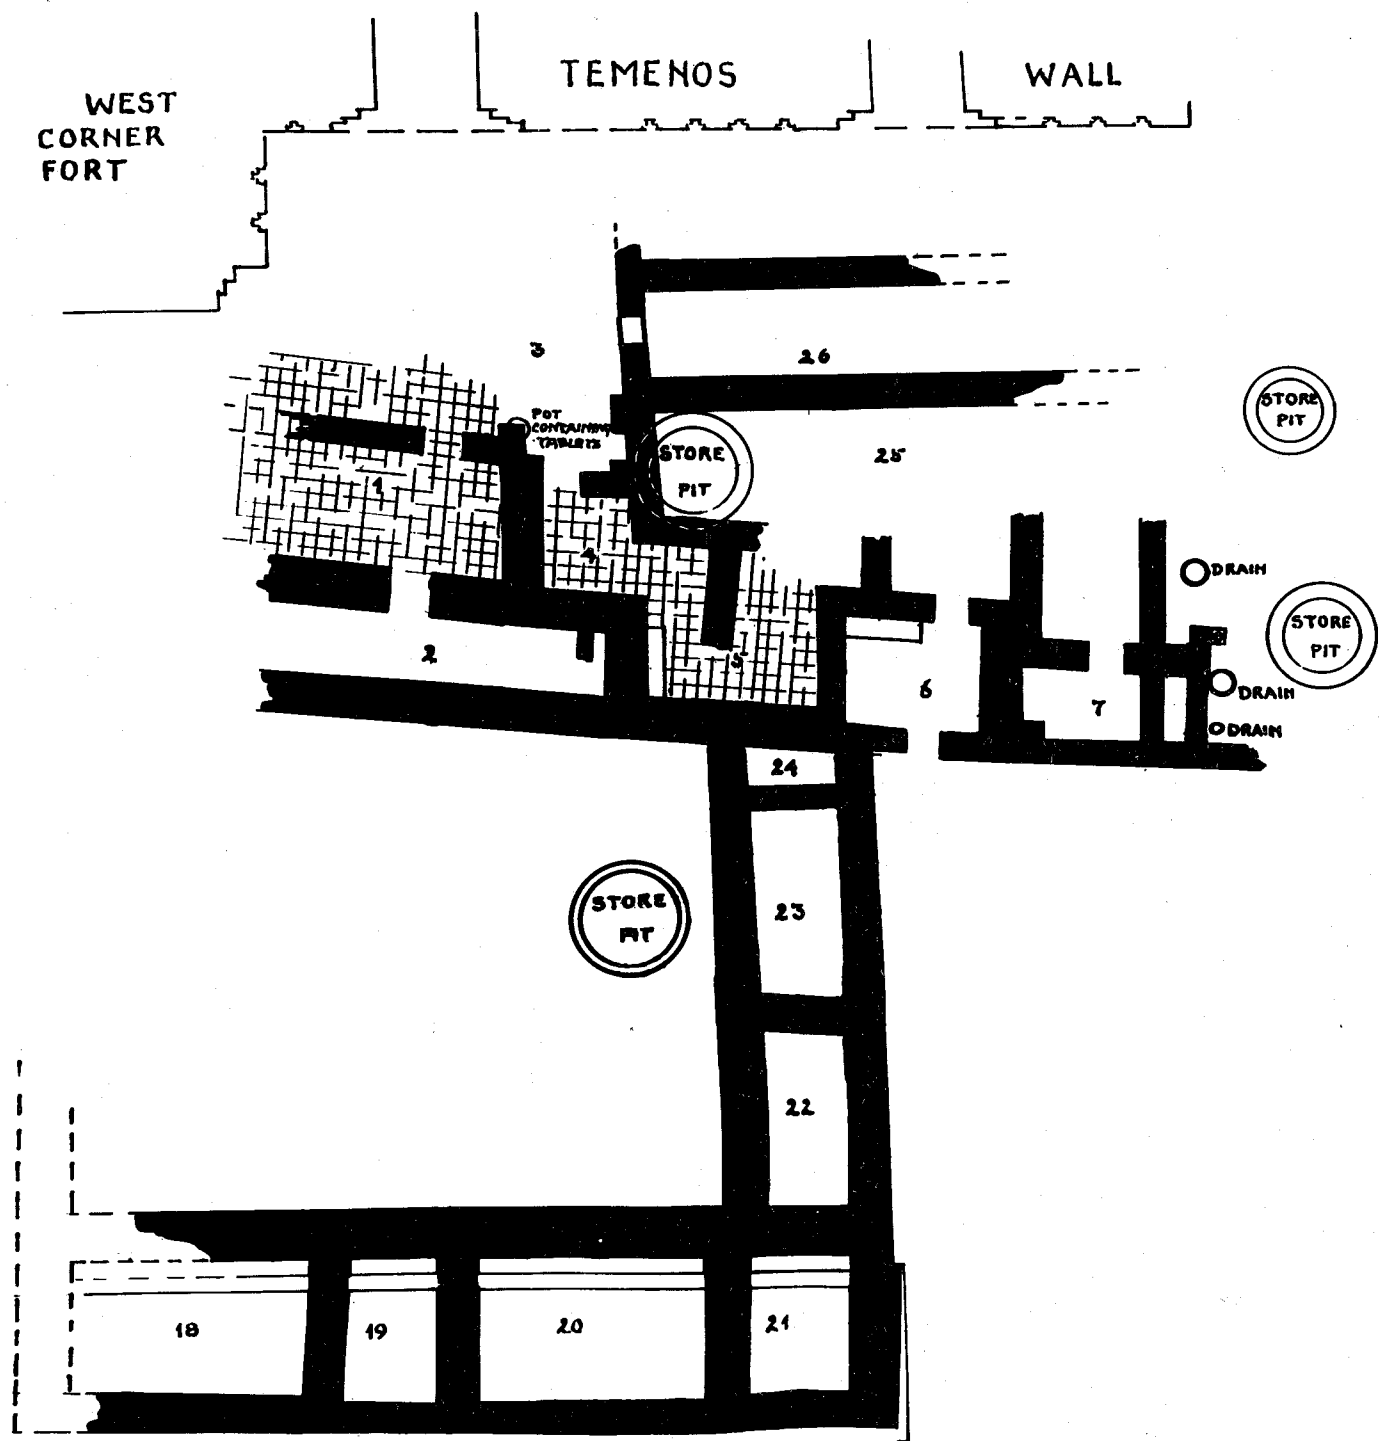 TEMENOS WALL
WEST
CORNER
FORT
3
26
POT
CONTAINING
TABLETS
STORE
PIT
STORE
PIT
25
1
4
DRAIN
STORE
PIT
2
5
6
7
DRAIN
DRAIN
24
23
STORE
PIT
22
18
19
20
21